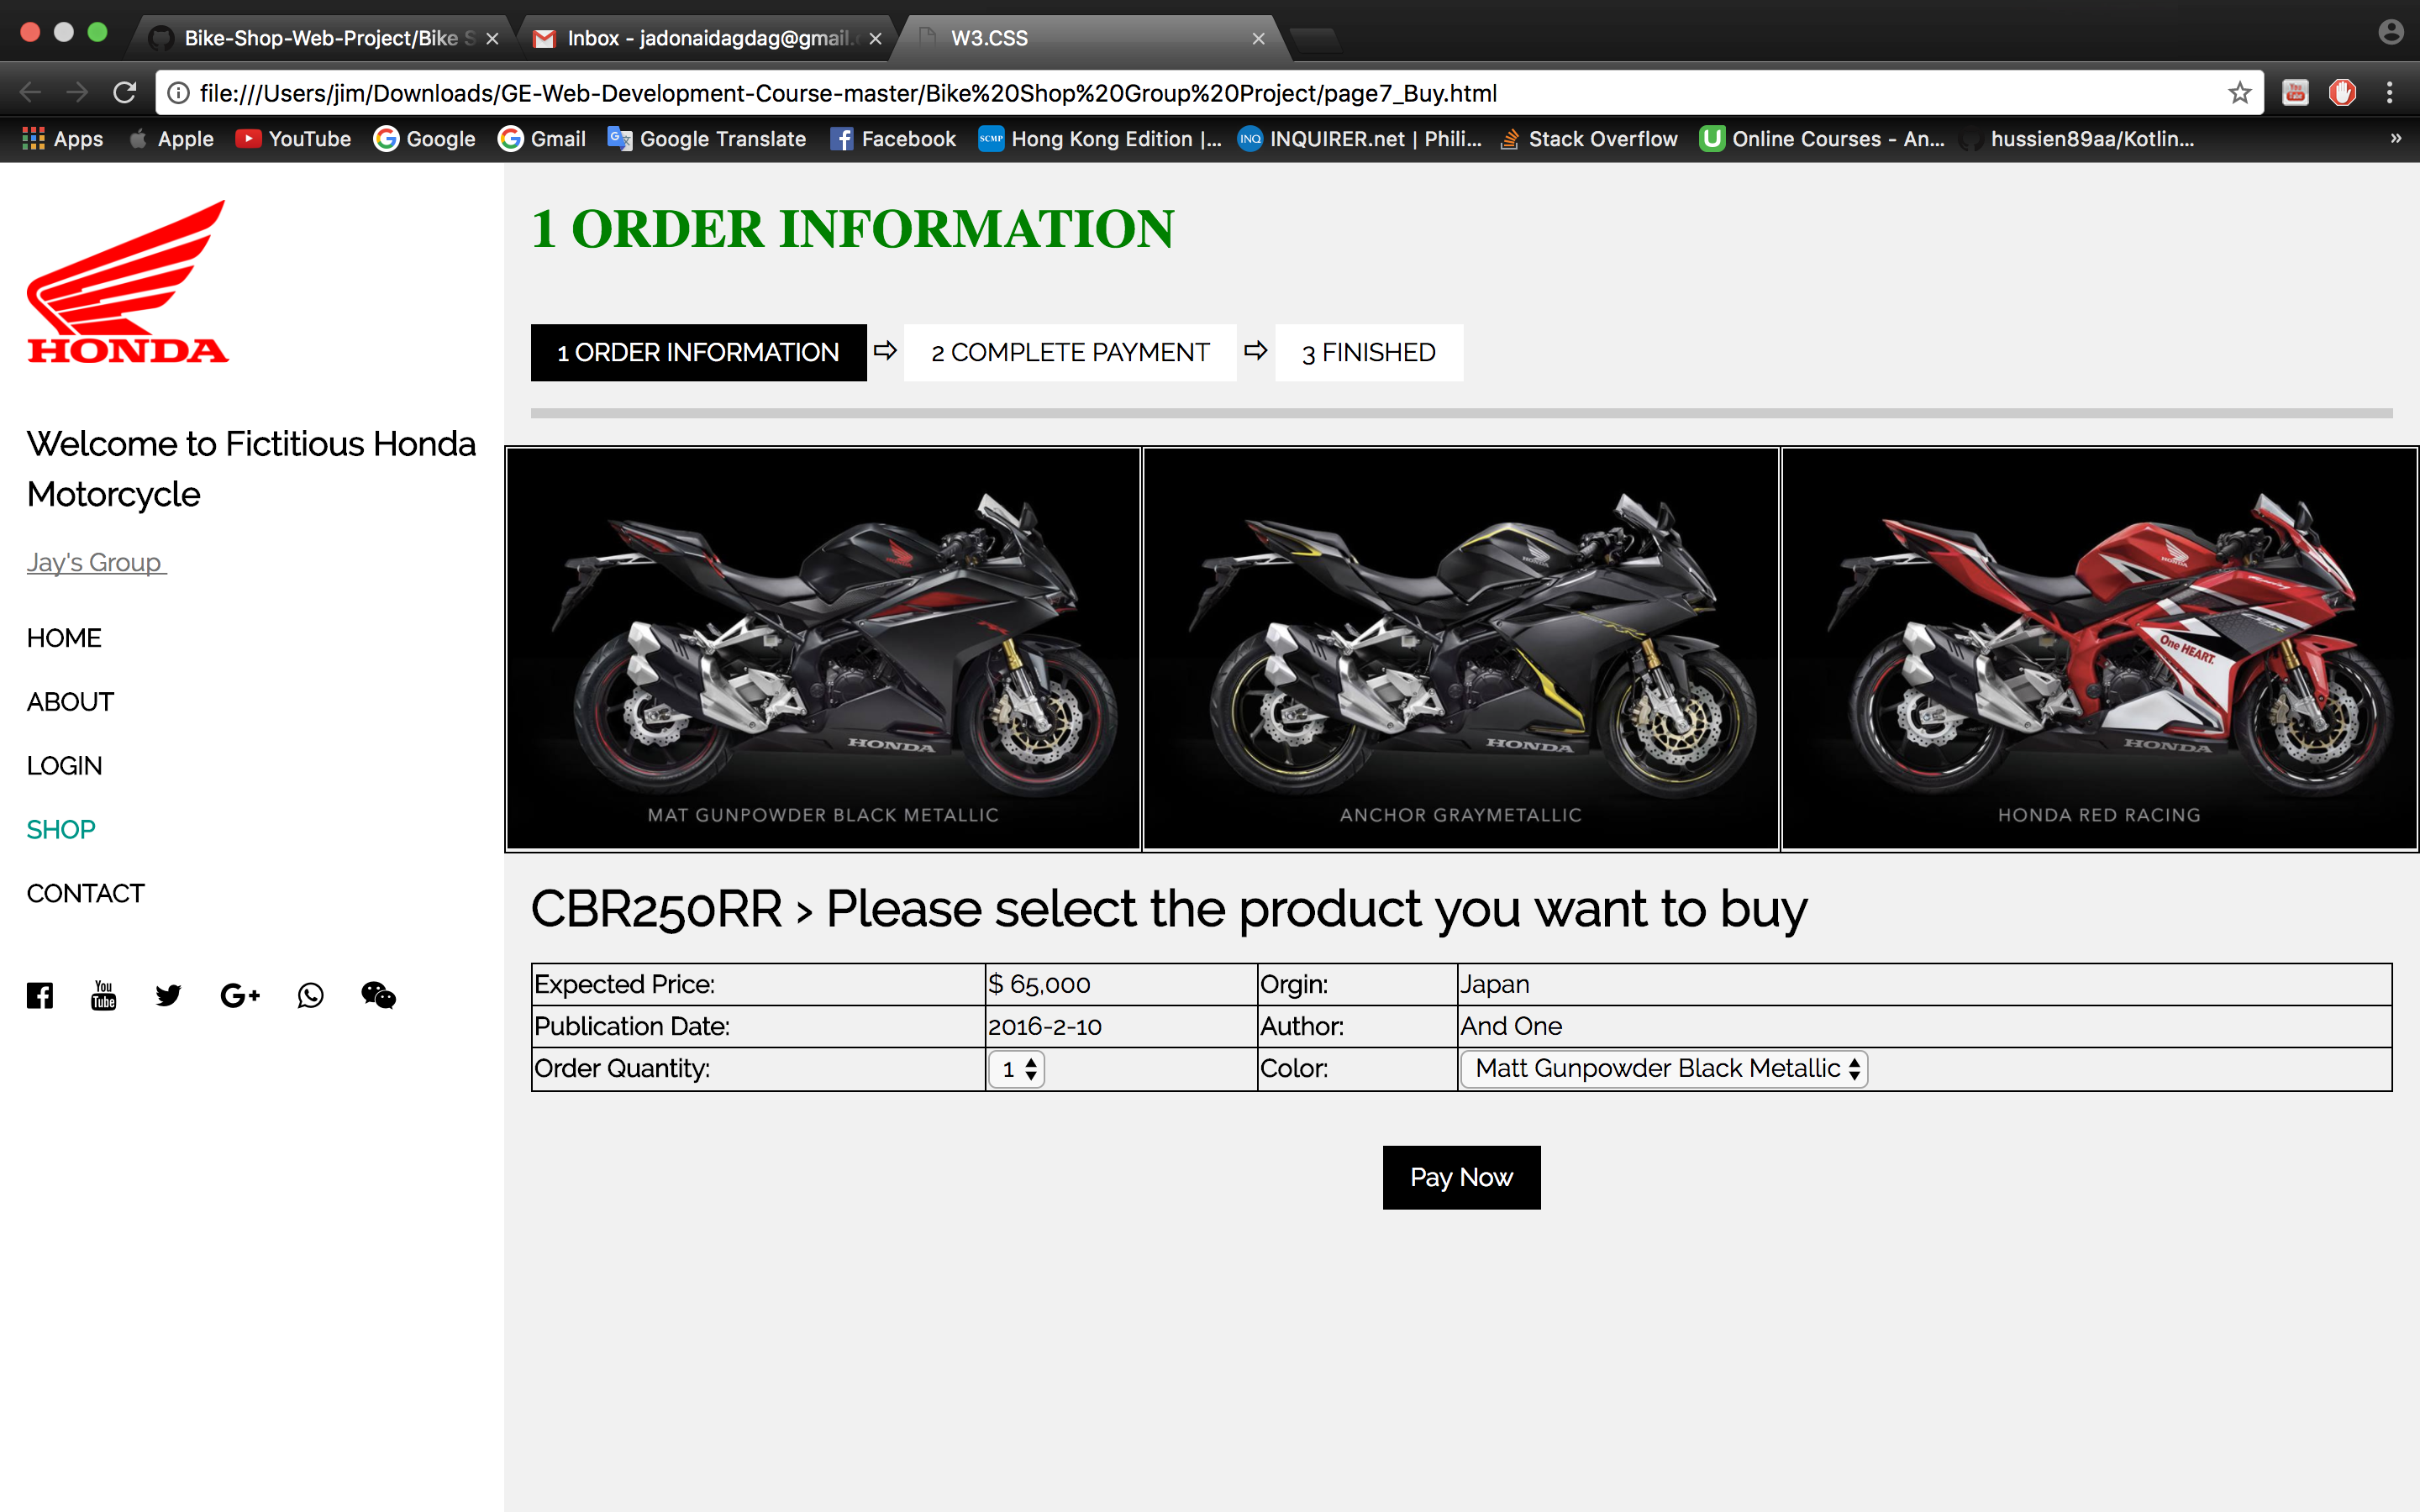 Bike-Shop-Web-Project/Bike S
Inbox - jadonaidagdag@gmail.c
W3.CSS
file:///Users/jim/Downloads/GE-Web-Development-Course-master/Bike%20Shop%20Group%20Project/page7_Buy.html
Apps
Apple
YouTube
Google
Gmail
Google Translate
Facebook
SCMP
Hong Kong Edition |...
INQ
INQUIRER.net | Phili...
Stack Overflow
Online Courses - An...
hussien89aa/Kotlin...
»
HONDA
Welcome to Fictitious Honda
Motorcycle
Jay's Group
HOME
ABOUT
LOGIN
SHOP
CONTACT
You
Tube
G+
1 ORDER INFORMATION
1 ORDER INFORMATION ⇨ 2 COMPLETE PAYMENT ⇨ 3 FINISHED
HONDA
MAT GUNPOWDER BLACK METALLIC
HONDA
ANCHOR GRAYMETALLIC
One HEART.
HONDA
HONDA RED RACING
CBR250RR › Please select the product you want to buy
Expected Price: $ 65,000 Orgin: Japan
Publication Date: 2016-2-10 Author: And One
Order Quantity: 1 Color: Matt Gunpowder Black Metallic
Pay Now